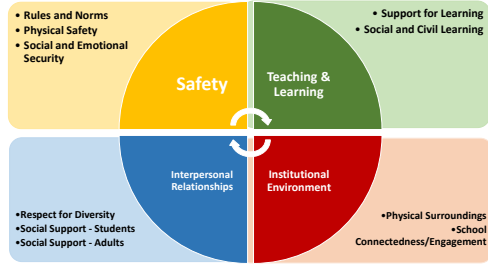 • Rules and Norms
• Physical Safety
• Social and Emotional
Security
Safety
Teaching &
Learning
• Support for Learning
• Social and Civil Learning
Interpersonal
Relationships
Institutional
Environment
•Respect for Diversity
•Social Support - Students
•Social Support - Adults
•Physical Surroundings
•School
Connectedness/Engagement